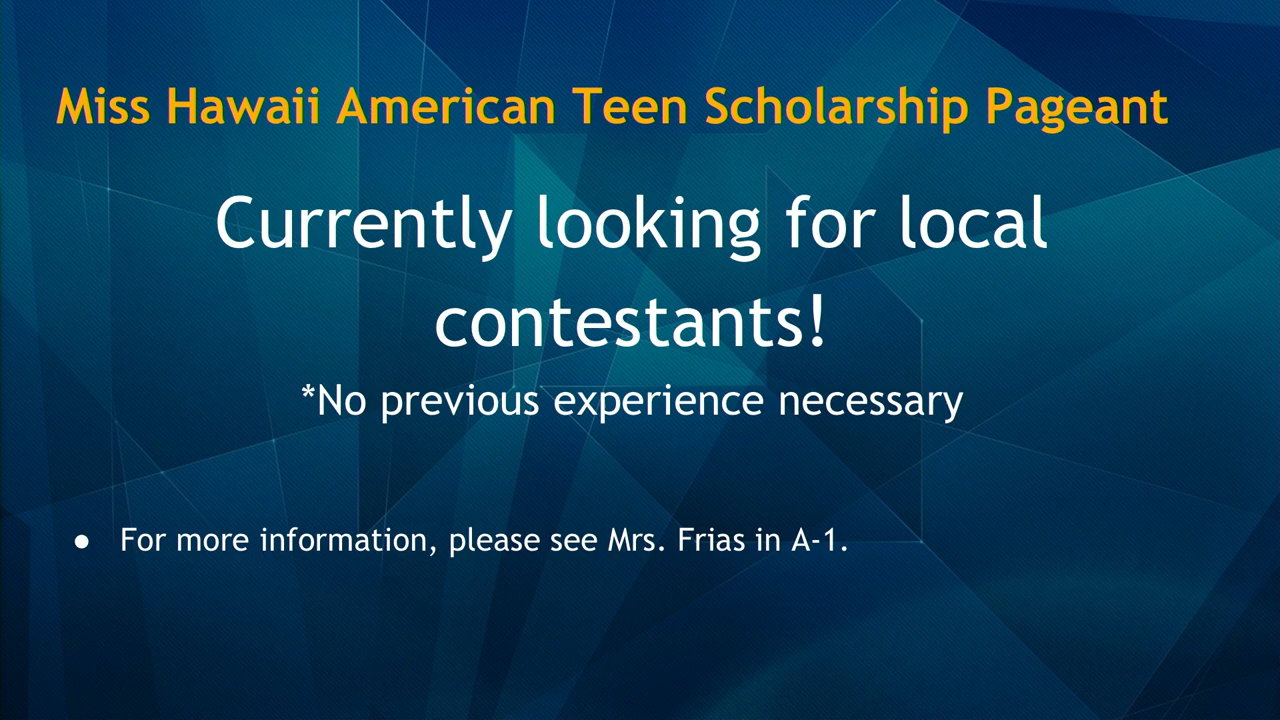 Miss Hawaii American Teen Scholarship Pageant
Currently looking for local
contestants!
*No previous experience necessary
● For more information, please see Mrs. Frias in A-1.